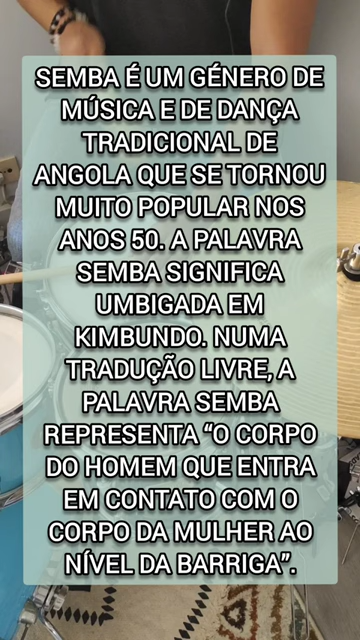 SEMBA É UM GÉNERO DE
MÚSICA E DE DANÇA
TRADICIONAL DE
ANGOLA QUE SE TORNOU
MUITO POPULAR NOS
ANOS 50. A PALAVRA
SEMBA SIGNIFICA
UMBIGADA EM
KIMBUNDO. NUMA
TRADUÇÃO LIVRE, A
PALAVRA SEMBA
REPRESENTA “O CORPO
DO HOMEM QUE ENTRA
EM CONTATO COM O
CORPO DA MULHER AO
NÍVEL DA BARRIGA”.